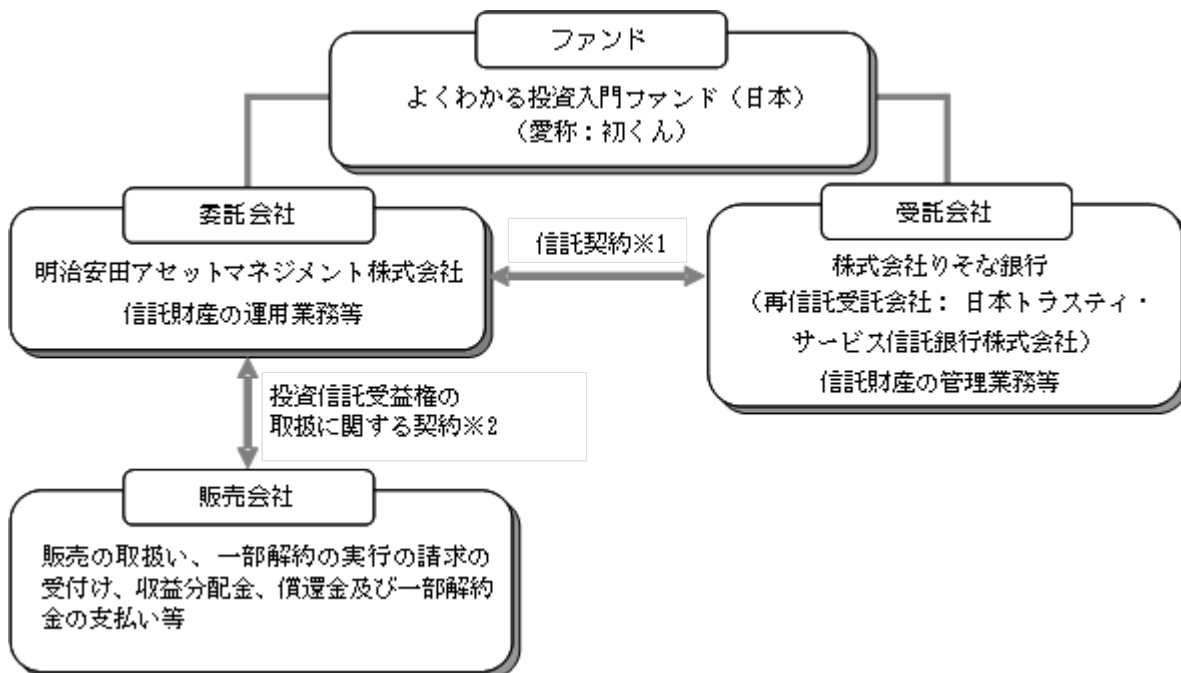 ファンド
よくわかる投資入門ファンド（日本）
（愛称：初くん）
委託会社
明治安田アセットマネジメント株式会社
信託財産の運用業務等
信託契約※1
受託会社
株式会社りそな銀行
（再信託受託会社： 日本トラスティ・
サービス信託銀行株式会社）
信託財産の管理業務等
投資信託受益権の
取扱に関する契約※2
販売会社
販売の取扱い、一部解約の実行の請求の
受付け、収益分配金、償還金及び一部解約
金の支払い等